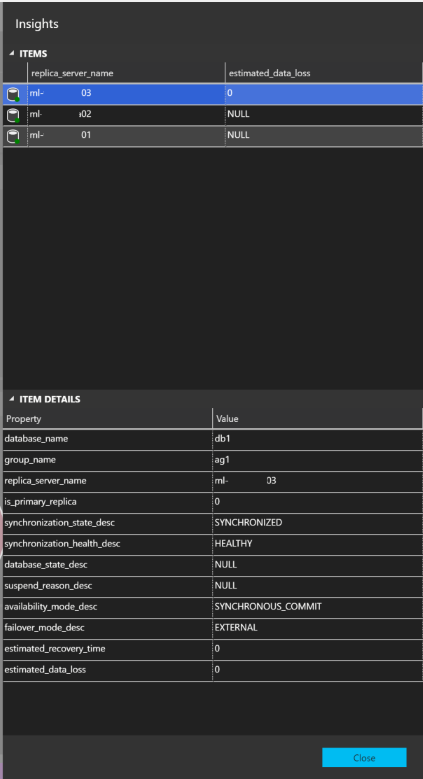 Insights
ITEMS
replica_server_name estimated_data_loss
ml- 03 0
ml- 02 NULL
ml- 01 NULL
ITEM DETAILS
Property Value
database_name db1
group_name ag1
replica_server_name ml- 03
is_primary_replica 0
synchronization_state_desc SYNCHRONIZED
synchronization_health_desc HEALTHY
database_state_desc NULL
suspend_reason_desc NULL
availability_mode_desc SYNCHRONOUS_COMMIT
failover_mode_desc EXTERNAL
estimated_recovery_time 0
estimated_data_loss 0
Close